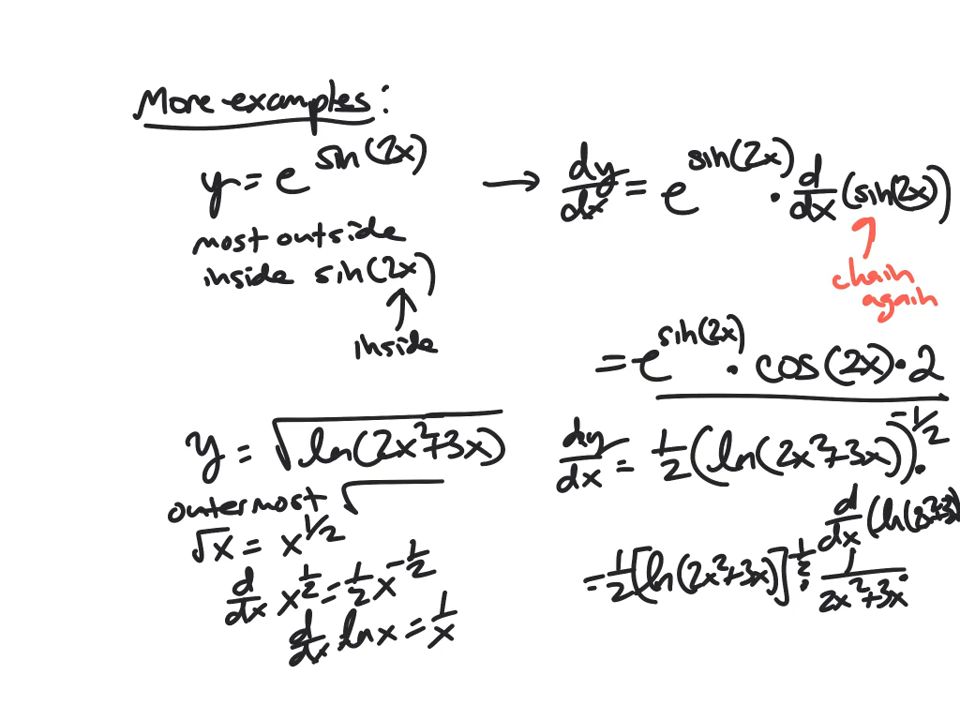 More examples:
y = e^{sin(2x)} → dy/dx = e^{sin(2x)} · d/dx (sin(2x))
most outside
inside sin(2x)
↑
inside
↑
chain
again
= e^{sin(2x)} · cos(2x) · 2
y = √(ln(2x²+3x))
outermost √
√x = x^{1/2}
d/dx x^{1/2} = 1/2 x^{-1/2}
d/dx ln x = 1/x
dy/dx = 1/2 (ln(2x²+3x))^{-1/2} ·
d/dx (ln(
= 1/2 [ln(2x²+3x)]^{-1/2} · 1/(2x²+3x) ·